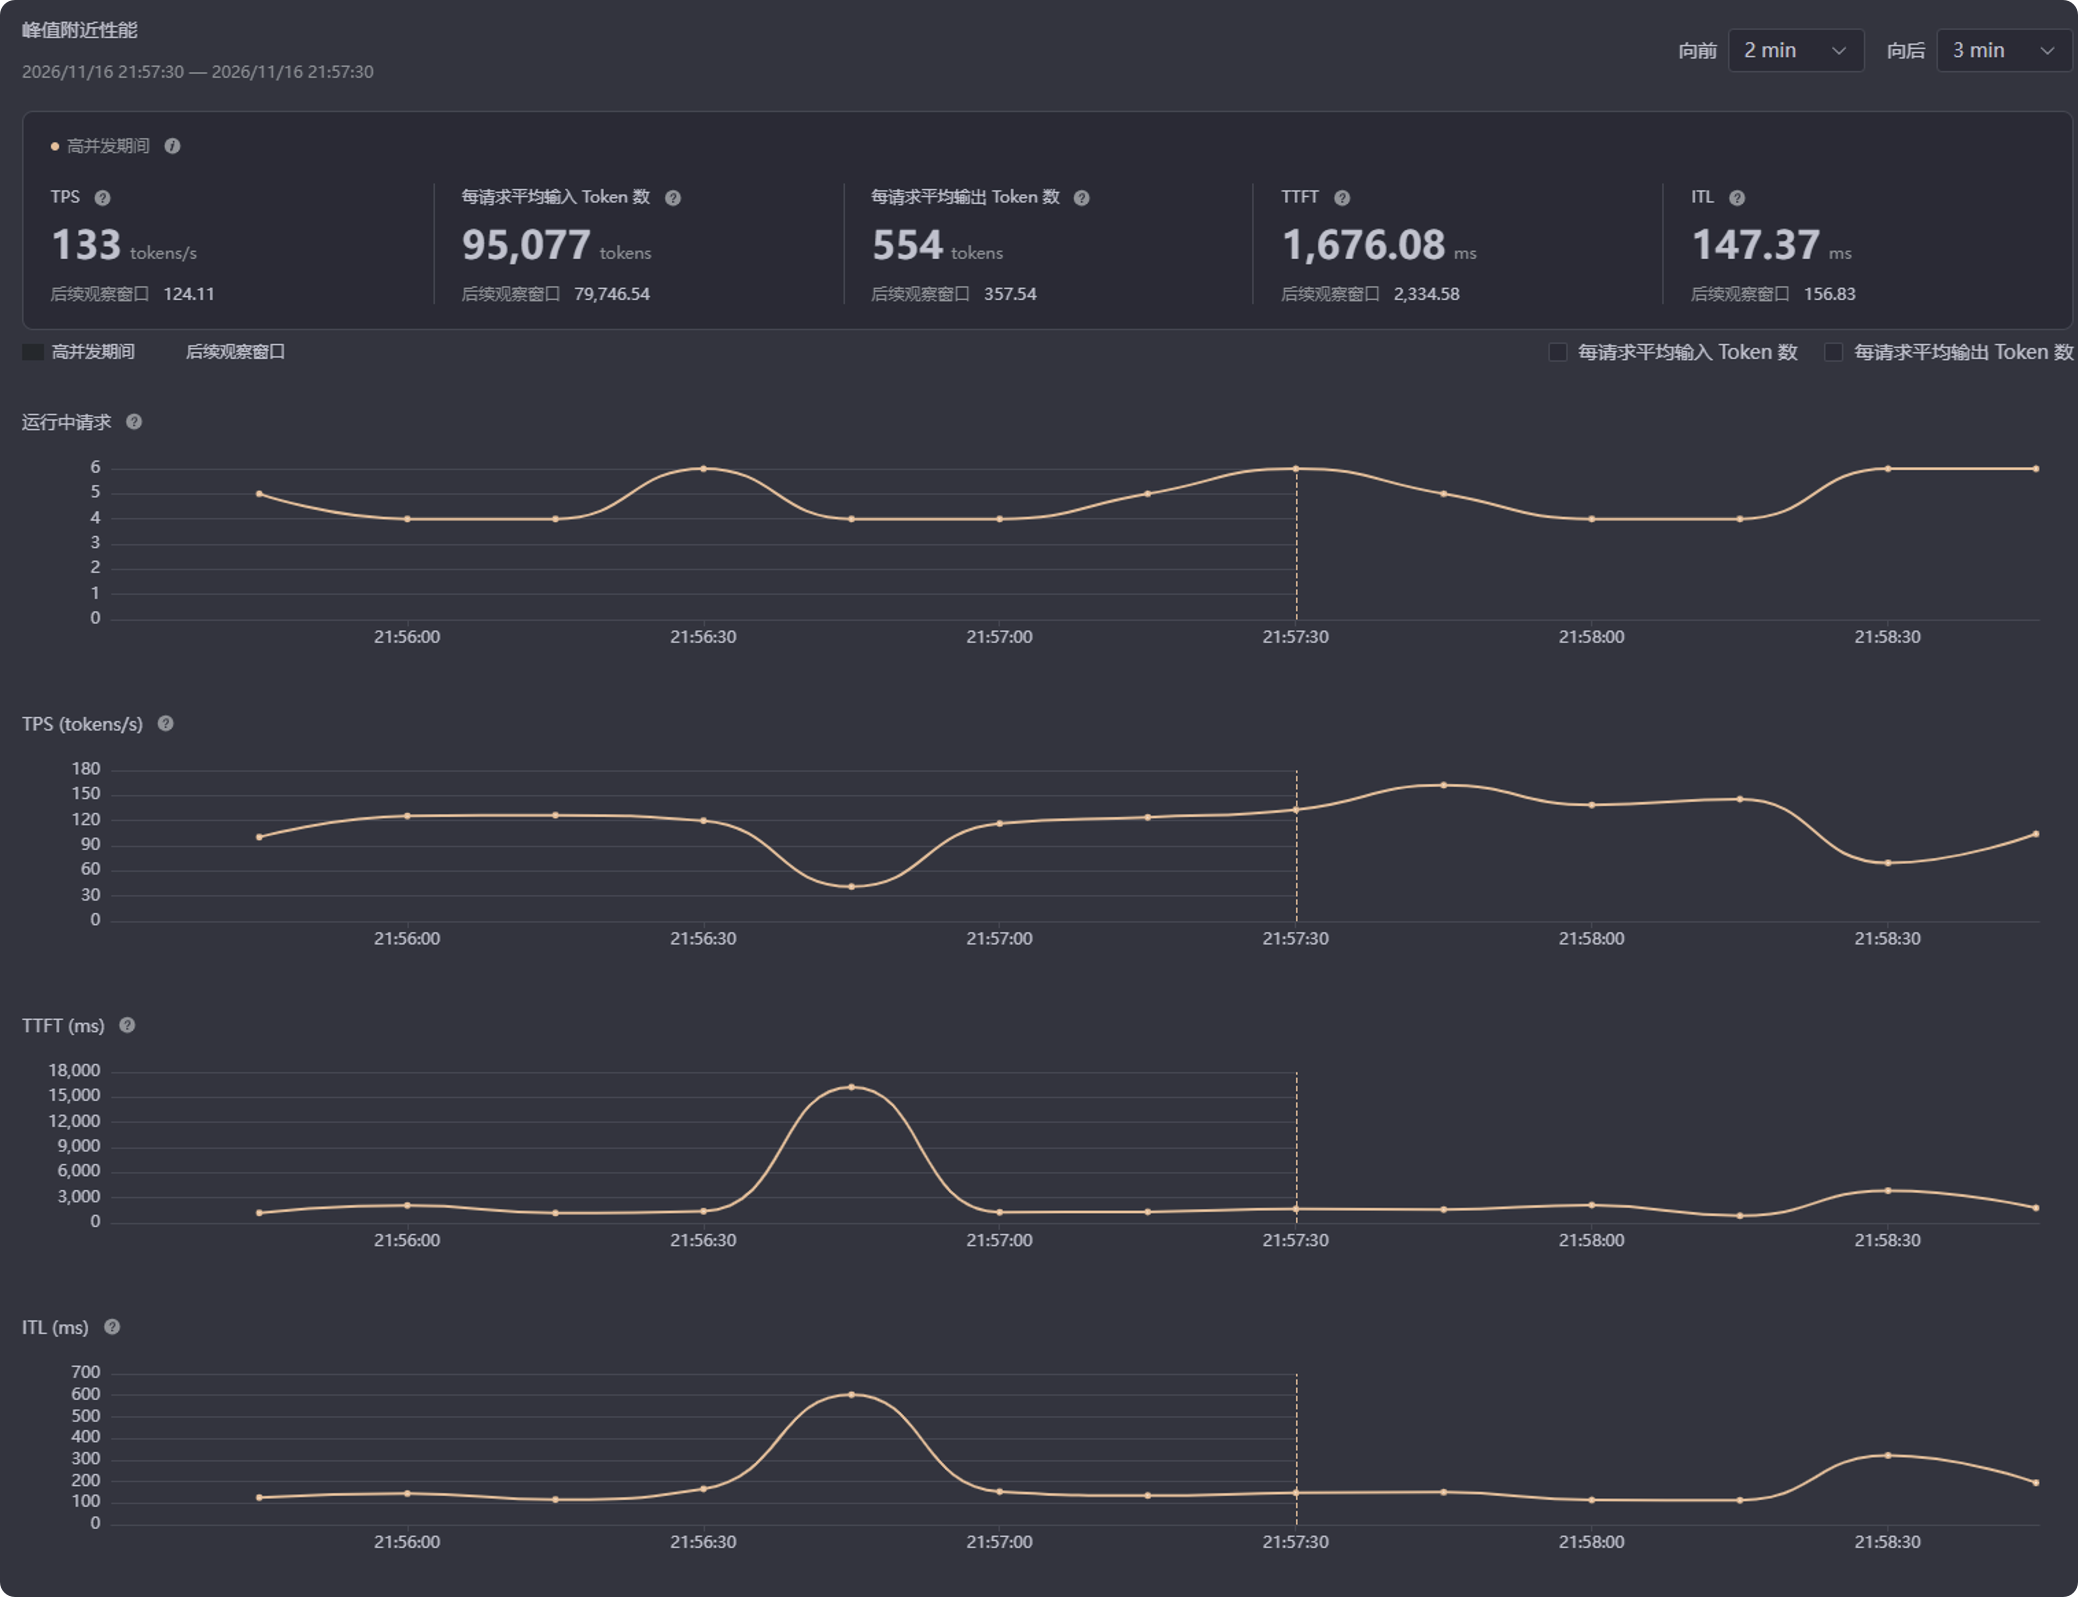 峰值附近性能
2026/11/16 21:57:30 — 2026/11/16 21:57:30
向前 2 min 向后 3 min
高并发期间
TPS 每请求平均输入 Token 数 每请求平均输出 Token 数 TTFT ITL
133 tokens/s 95,077 tokens 554 tokens 1,676.08 ms 147.37 ms
后续观察窗口 124.11 后续观察窗口 79,746.54 后续观察窗口 357.54 后续观察窗口 2,334.58 后续观察窗口 156.83
高并发期间 后续观察窗口 每请求平均输入 Token 数 每请求平均输出 Token 数
运行中请求
6
5
4
3
2
1
0
21:56:00 21:56:30 21:57:00 21:57:30 21:58:00 21:58:30
TPS (tokens/s)
180
150
120
90
60
30
0
21:56:00 21:56:30 21:57:00 21:57:30 21:58:00 21:58:30
TTFT (ms)
18,000
15,000
12,000
9,000
6,000
3,000
0
21:56:00 21:56:30 21:57:00 21:57:30 21:58:00 21:58:30
ITL (ms)
700
600
500
400
300
200
100
0
21:56:00 21:56:30 21:57:00 21:57:30 21:58:00 21:58:30